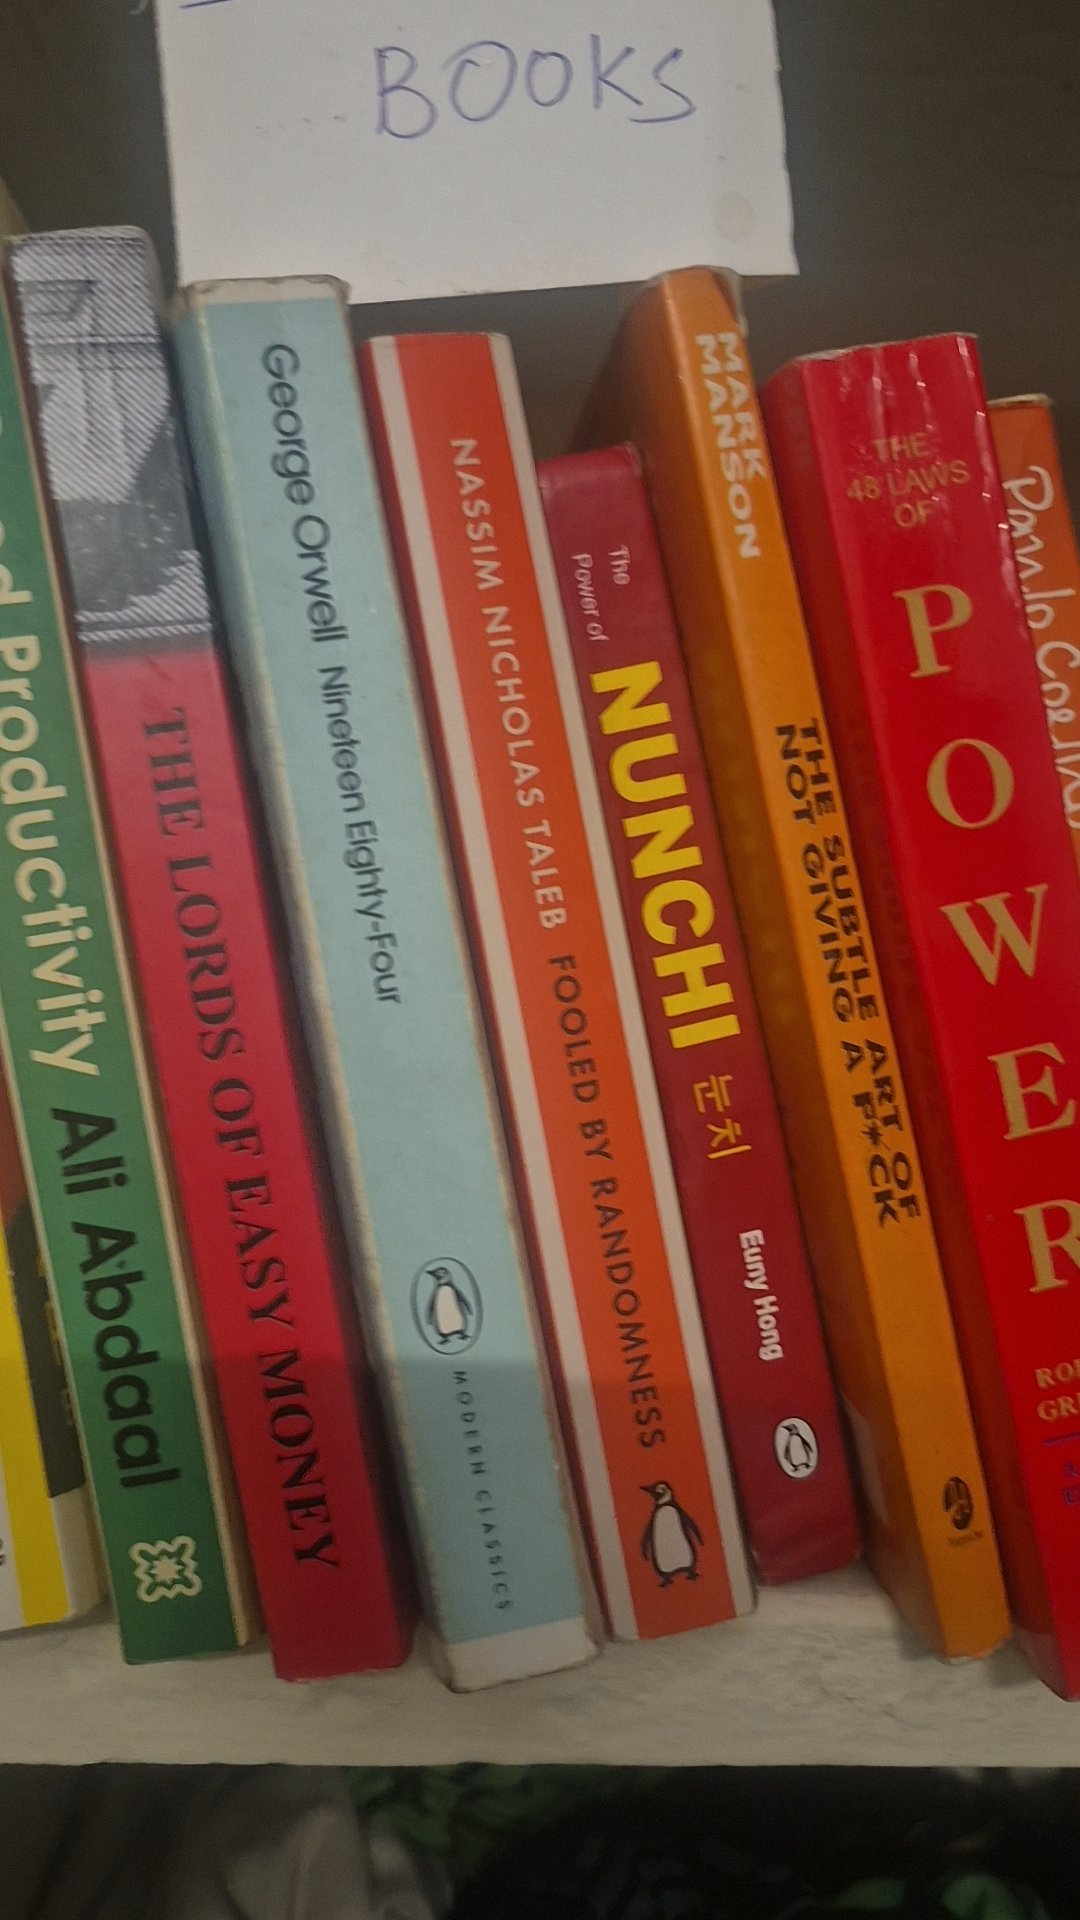 BOOKS
Productivity Ali Abdaal
THE LORDS OF EASY MONEY
George Orwell Nineteen Eighty-Four
MODERN CLASSICS
NASSIM NICHOLAS TALEB FOOLED BY RANDOMNESS
The
Power of
NUNCHI 눈치
Euny Hong
MARK
MANSON
THE SUBTLE ART OF
NOT GIVING A F*CK
THE
48 LAWS
OF
POWER